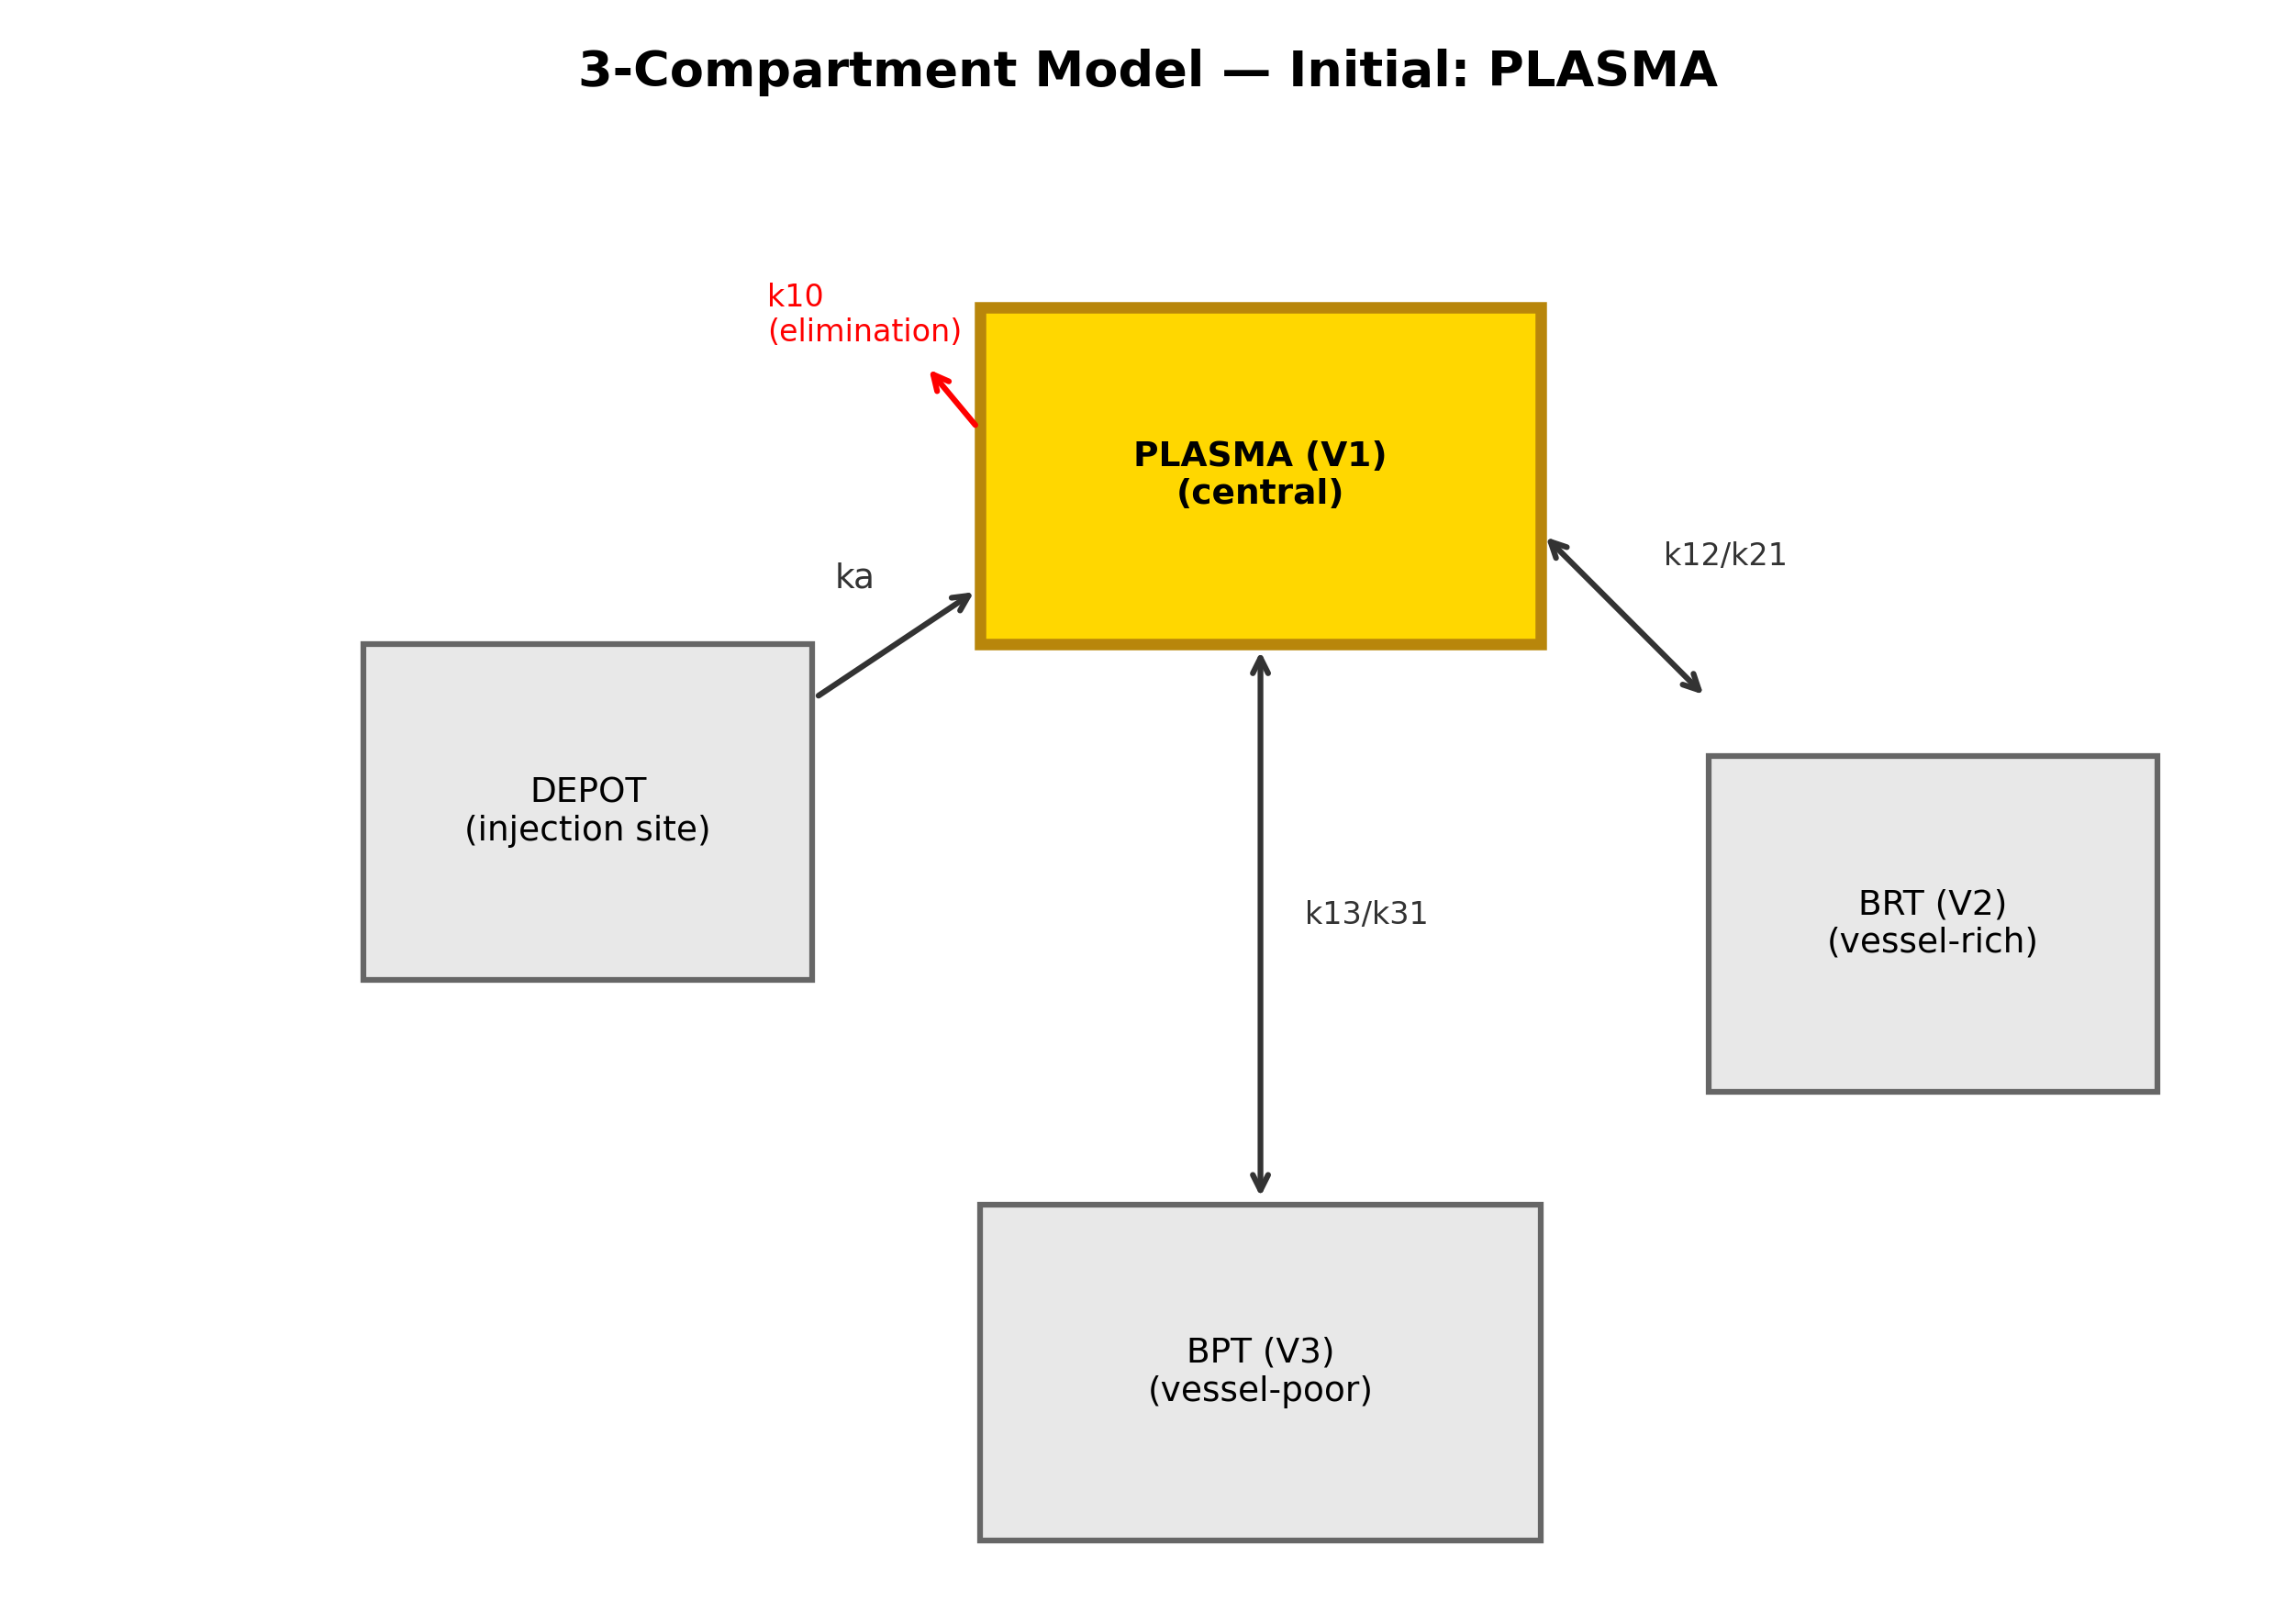 3-Compartment Model — Initial: PLASMA
k10
(elimination)
PLASMA (V1)
(central)
k12/k21
ka
DEPOT
(injection site)
k13/k31
BRT (V2)
(vessel-rich)
BPT (V3)
(vessel-poor)